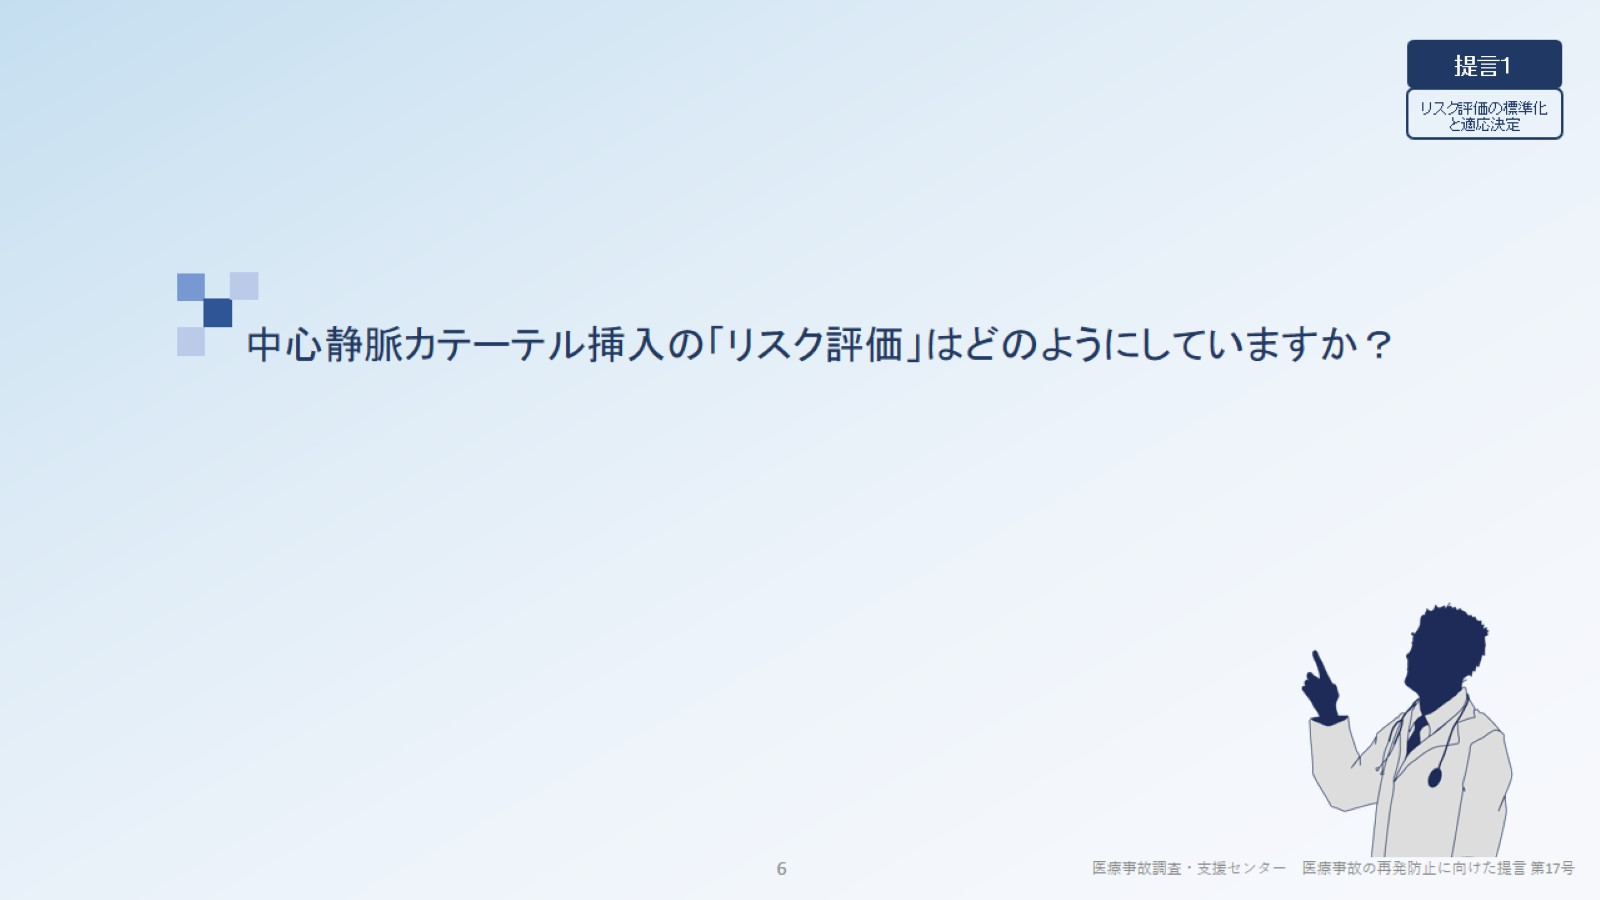 提言1
リスク評価の標準化
と適応決定
中心静脈カテーテル挿入の「リスク評価」はどのようにしていますか？
6
医療事故調査・支援センター　医療事故の再発防止に向けた提言 第17号